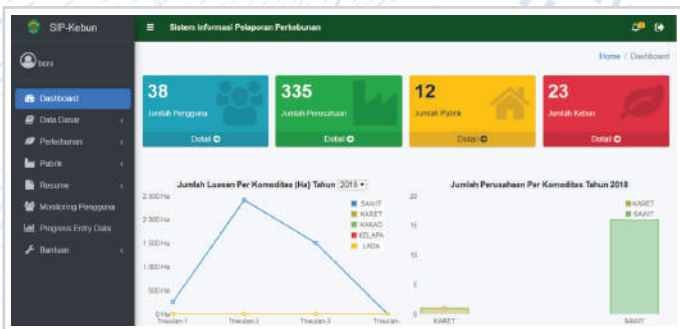 SIP-Kebun
Sistem Informasi Pelaporan Perkebunan
buni
Home / Dashboard
Dashboard
Data Dasar
Perkebunan
Pabrik
Resume
Monitoring Pengguna
Progress Entry Data
Bantuan
38
Jumlah Pengguna
Detail
335
Jumlah Perusahaan
Detail
12
Jumlah Pabrik
Detail
23
Jumlah Kebun
Detail
Jumlah Luasan Per Komoditas (Ha) Tahun 2018
2.500 Ha
2.000 Ha
1.500 Ha
1.000 Ha
500 Ha
0 Ha
Triwulan-1 Triwulan-2 Triwulan-3 Triwulan-
SAWIT
KARET
KAKAO
KELAPA
LADA
Jumlah Perusahaan Per Komoditas Tahun 2018
20
15
10
5
0
KARET SAWIT
KARET
SAWIT